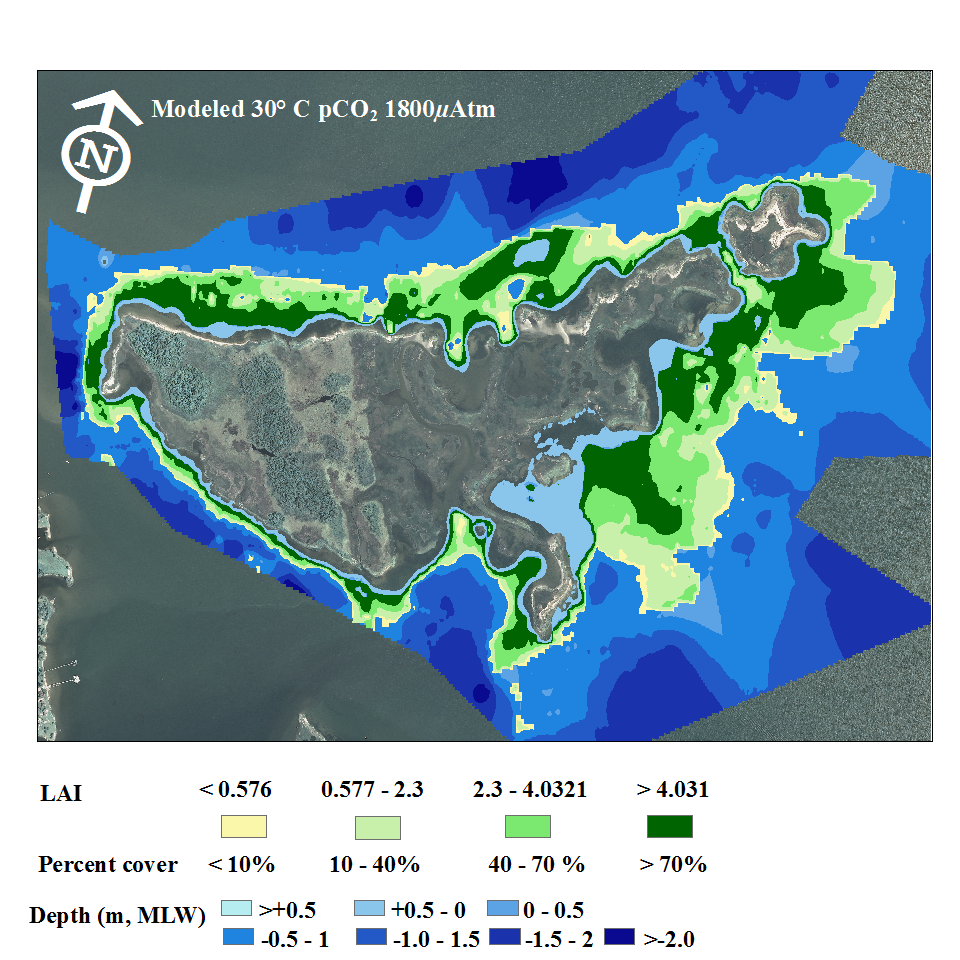 Modeled 30° C pCO₂ 1800µAtm
N
LAI < 0.576 0.577 - 2.3 2.3 - 4.0321 > 4.031
Percent cover < 10% 10 - 40% 40 - 70 % > 70%
Depth (m, MLW) >+0.5 +0.5 - 0 0 - 0.5
-0.5 - 1 -1.0 - 1.5 -1.5 - 2 >-2.0